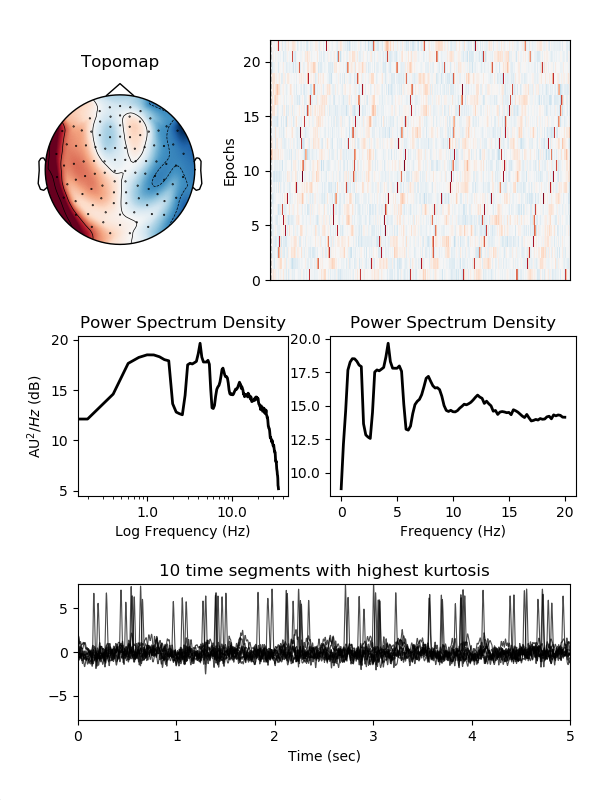 Topomap
Epochs
20
15
10
5
0
Power Spectrum Density
AU²/Hz (dB)
20
15
10
5
1.0 10.0
Log Frequency (Hz)
Power Spectrum Density
20.0
17.5
15.0
12.5
10.0
0 5 10 15 20
Frequency (Hz)
10 time segments with highest kurtosis
5
0
−5
0 1 2 3 4 5
Time (sec)